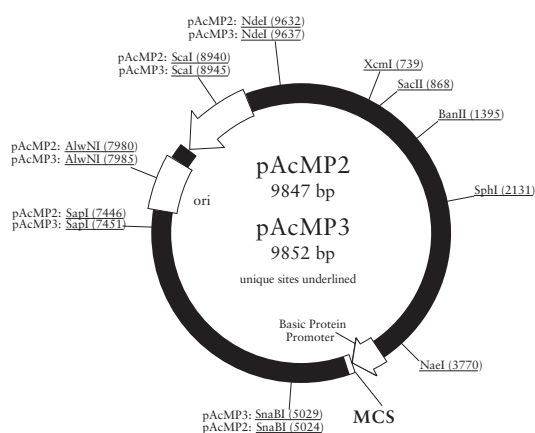 pAcMP2: NdeI (9632)
pAcMP3: NdeI (9637)
pAcMP2: ScaI (8940)
pAcMP3: ScaI (8945)
XcmI (739)
SacII (868)
BanII (1395)
pAcMP2: AlwNI (7980)
pAcMP3: AlwNI (7985)
SphI (2131)
ori
pAcMP2
9847 bp
pAcMP3
9852 bp
unique sites underlined
pAcMP2: SapI (7446)
pAcMP3: SapI (7451)
Basic Protein
Promoter
NaeI (3770)
MCS
pAcMP3: SnaBI (5029)
pAcMP2: SnaBI (5024)